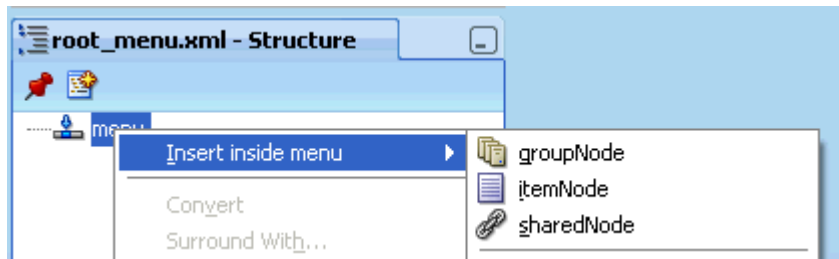 root_menu.xml - Structure
menu
Insert inside menu
groupNode
itemNode
sharedNode
Convert
Surround With...